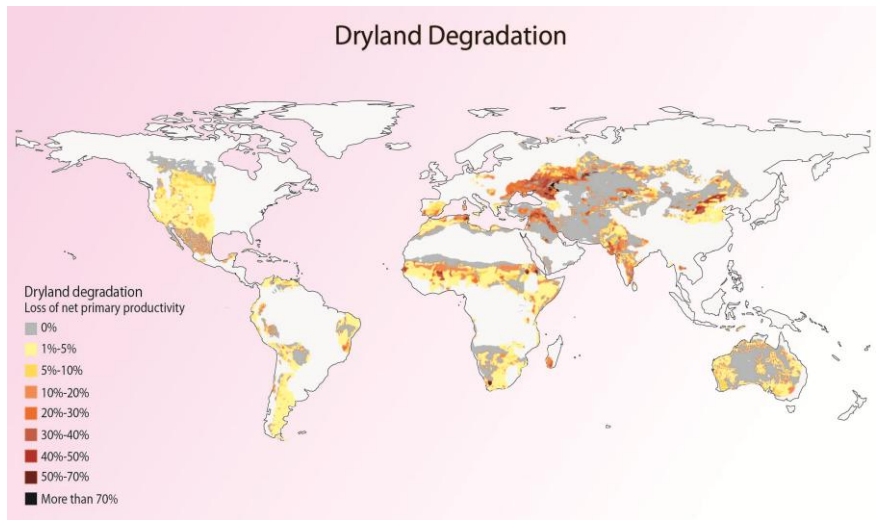 Dryland Degradation
Dryland degradation
Loss of net primary productivity
0%
1%-5%
5%-10%
10%-20%
20%-30%
30%-40%
40%-50%
50%-70%
More than 70%